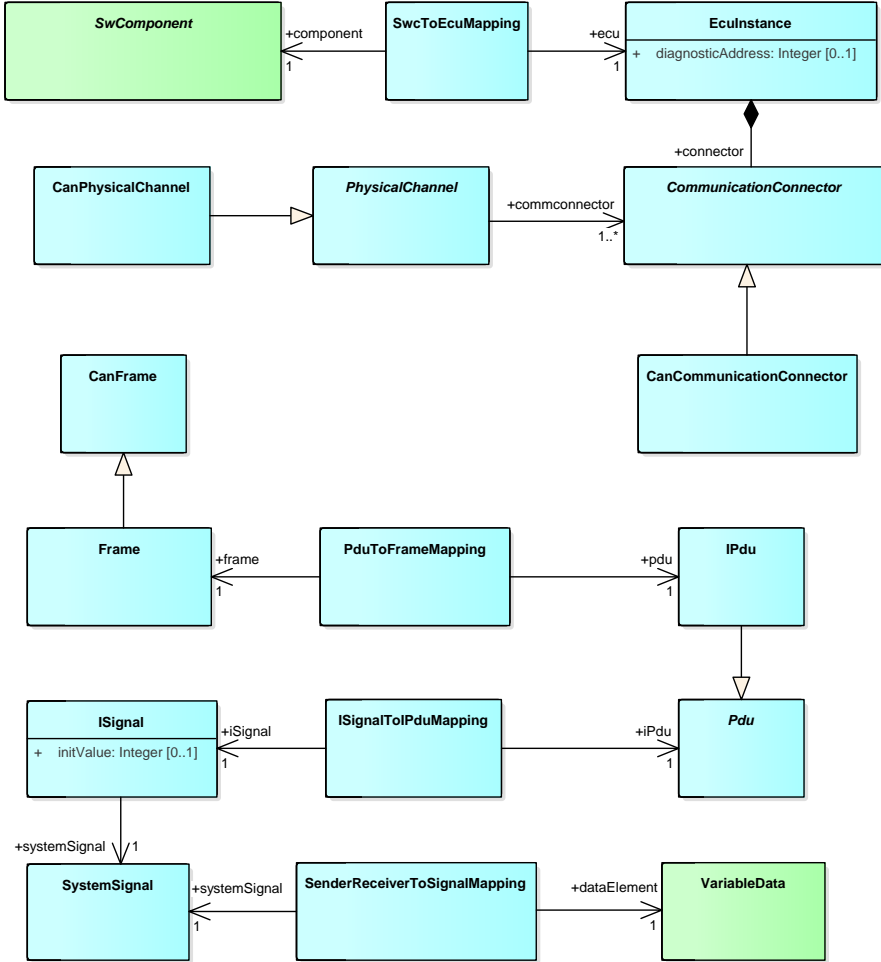 SwComponent
+component
1
SwcToEcuMapping
+ecu
1
EcuInstance
+ diagnosticAddress: Integer [0..1]
+connector
CanPhysicalChannel
PhysicalChannel
+commconnector
1..*
CommunicationConnector
CanCommunicationConnector
CanFrame
Frame
+frame
1
PduToFrameMapping
+pdu
1
IPdu
ISignal
+ initValue: Integer [0..1]
+iSignal
1
ISignalToIPduMapping
+iPdu
1
Pdu
+systemSignal
1
SystemSignal
+systemSignal
1
SenderReceiverToSignalMapping
+dataElement
1
VariableData